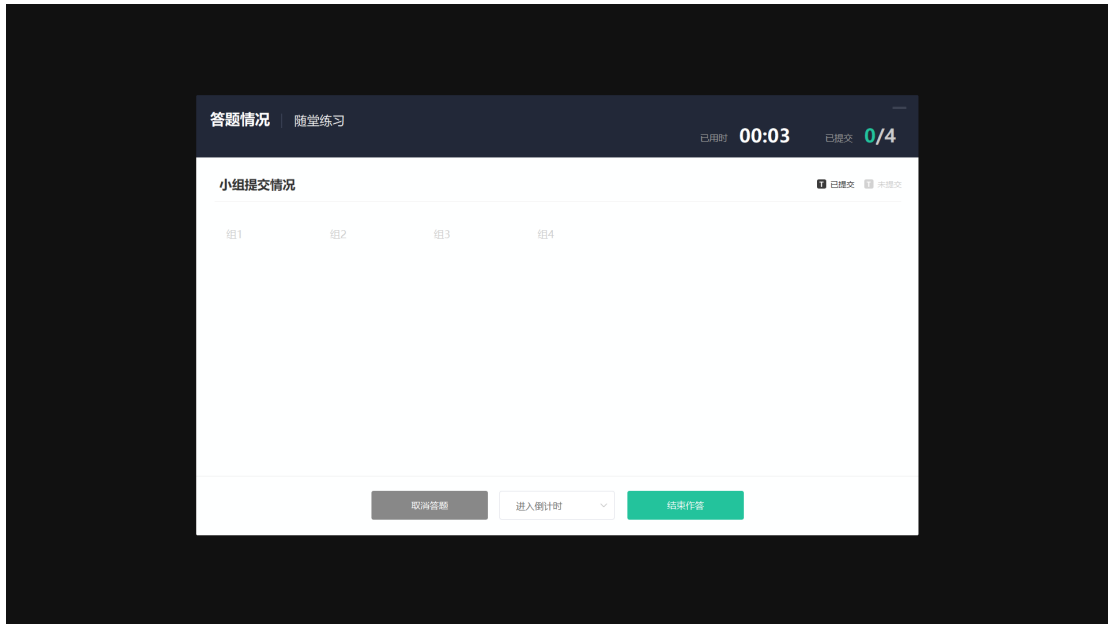 答题情况 随堂练习
已用时 00:03 已提交 0/4
小组提交情况 T 已提交 T 未提交
组1 组2 组3 组4
取消答题 进入倒计时 结束作答